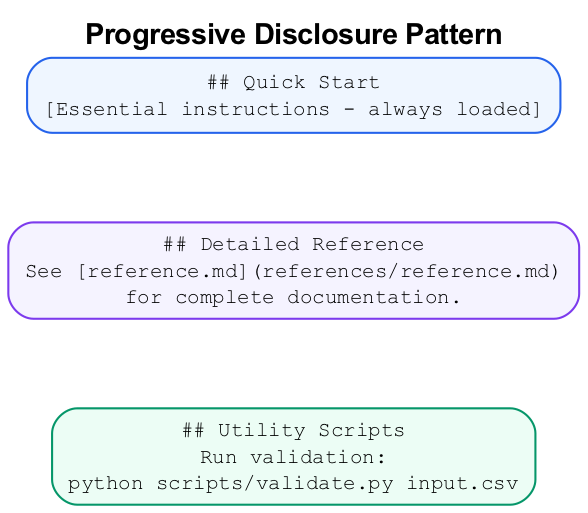 Progressive Disclosure Pattern
## Quick Start
[Essential instructions - always loaded]
## Detailed Reference
See [reference.md](references/reference.md)
for complete documentation.
## Utility Scripts
Run validation:
python scripts/validate.py input.csv